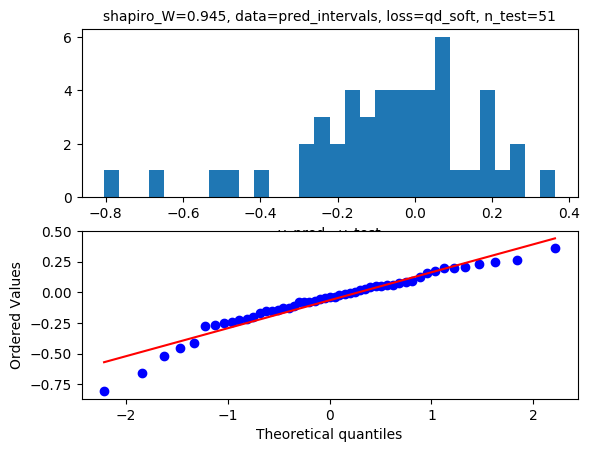 shapiro_W=0.945, data=pred_intervals, loss=qd_soft, n_test=51
6
4
2
0
−0.8 −0.6 −0.4 −0.2 0.0 0.2 0.4
0.50
0.25
0.00
−0.25
−0.50
−0.75
Ordered Values
−2 −1 0 1 2
Theoretical quantiles